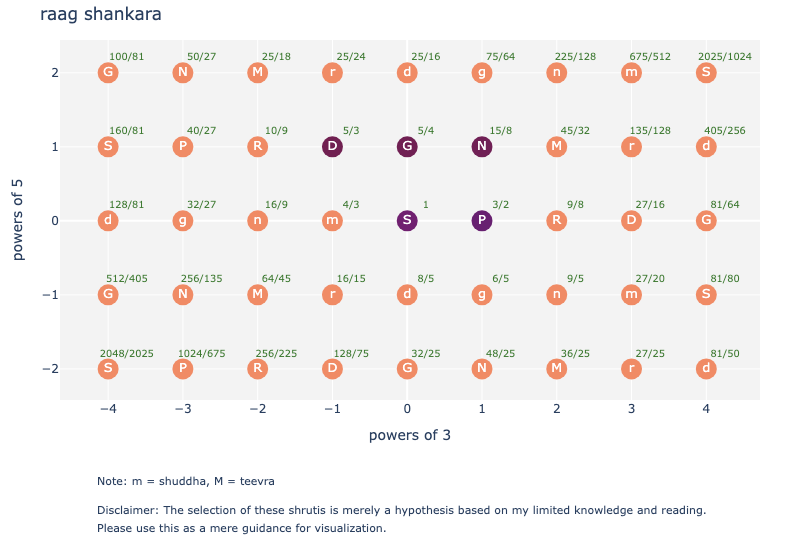 raag shankara
100/81 50/27 25/18 25/24 25/16 75/64 225/128 675/512 2025/1024
2 G N M r d g n m S
160/81 40/27 10/9 5/3 5/4 15/8 45/32 135/128 405/256
1 S P R D G N M r d
128/81 32/27 16/9 4/3 1 3/2 9/8 27/16 81/64
0 d g n m S P R D G
512/405 256/135 64/45 16/15 8/5 6/5 9/5 27/20 81/80
−1 G N M r d g n m S
2048/2025 1024/675 256/225 128/75 32/25 48/25 36/25 27/25 81/50
−2 S P R D G N M r d
−4 −3 −2 −1 0 1 2 3 4
powers of 5
powers of 3
Note: m = shuddha, M = teevra
Disclaimer: The selection of these shrutis is merely a hypothesis based on my limited knowledge and reading.
Please use this as a mere guidance for visualization.